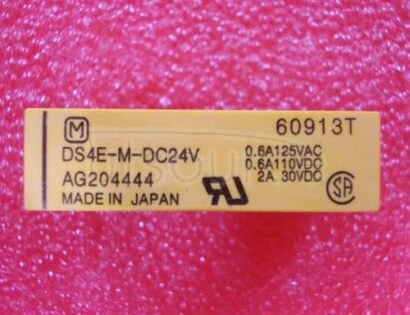 M 60913T
DS4E-M-DC24V 0.6A125VAC
0.6A110VDC
AG204444 2A 30VDC
MADE IN JAPAN